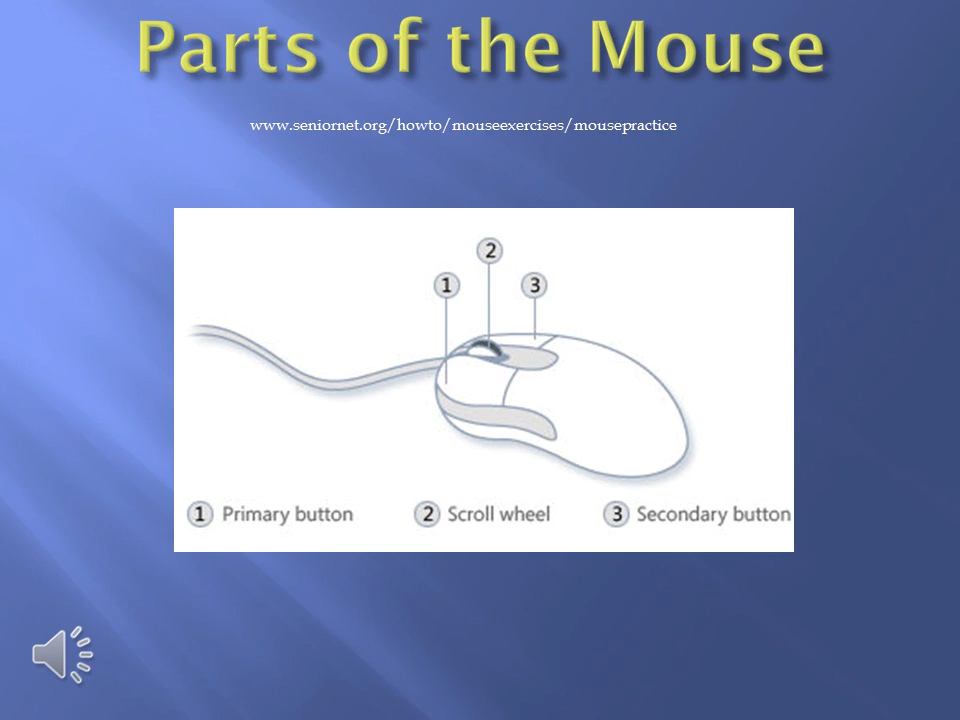 Parts of the Mouse
www.seniornet.org/howto/mouseexercises/mousepractice
2
1 3
1 Primary button 2 Scroll wheel 3 Secondary button